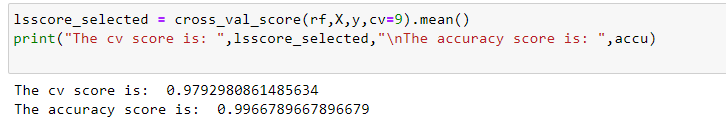 lsscore_selected = cross_val_score(rf,X,y,cv=9).mean()
print("The cv score is: ",lsscore_selected,"\nThe accuracy score is: ",accu)
The cv score is:  0.9792980861485634
The accuracy score is:  0.9966789667896679